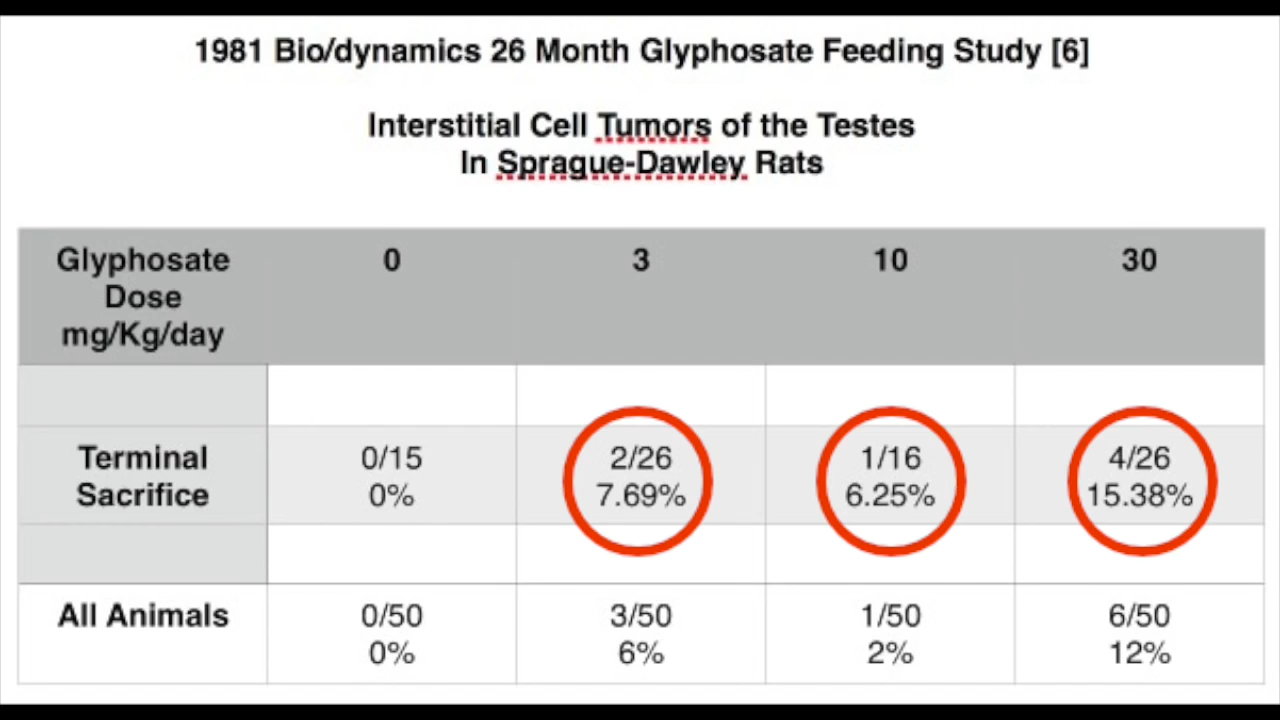 1981 Bio/dynamics 26 Month Glyphosate Feeding Study [6]
Interstitial Cell Tumors of the Testes
In Sprague-Dawley Rats
Glyphosate Dose mg/Kg/day 0 3 10 30
Terminal Sacrifice 0/15 0% 2/26 7.69% 1/16 6.25% 4/26 15.38%
All Animals 0/50 0% 3/50 6% 1/50 2% 6/50 12%